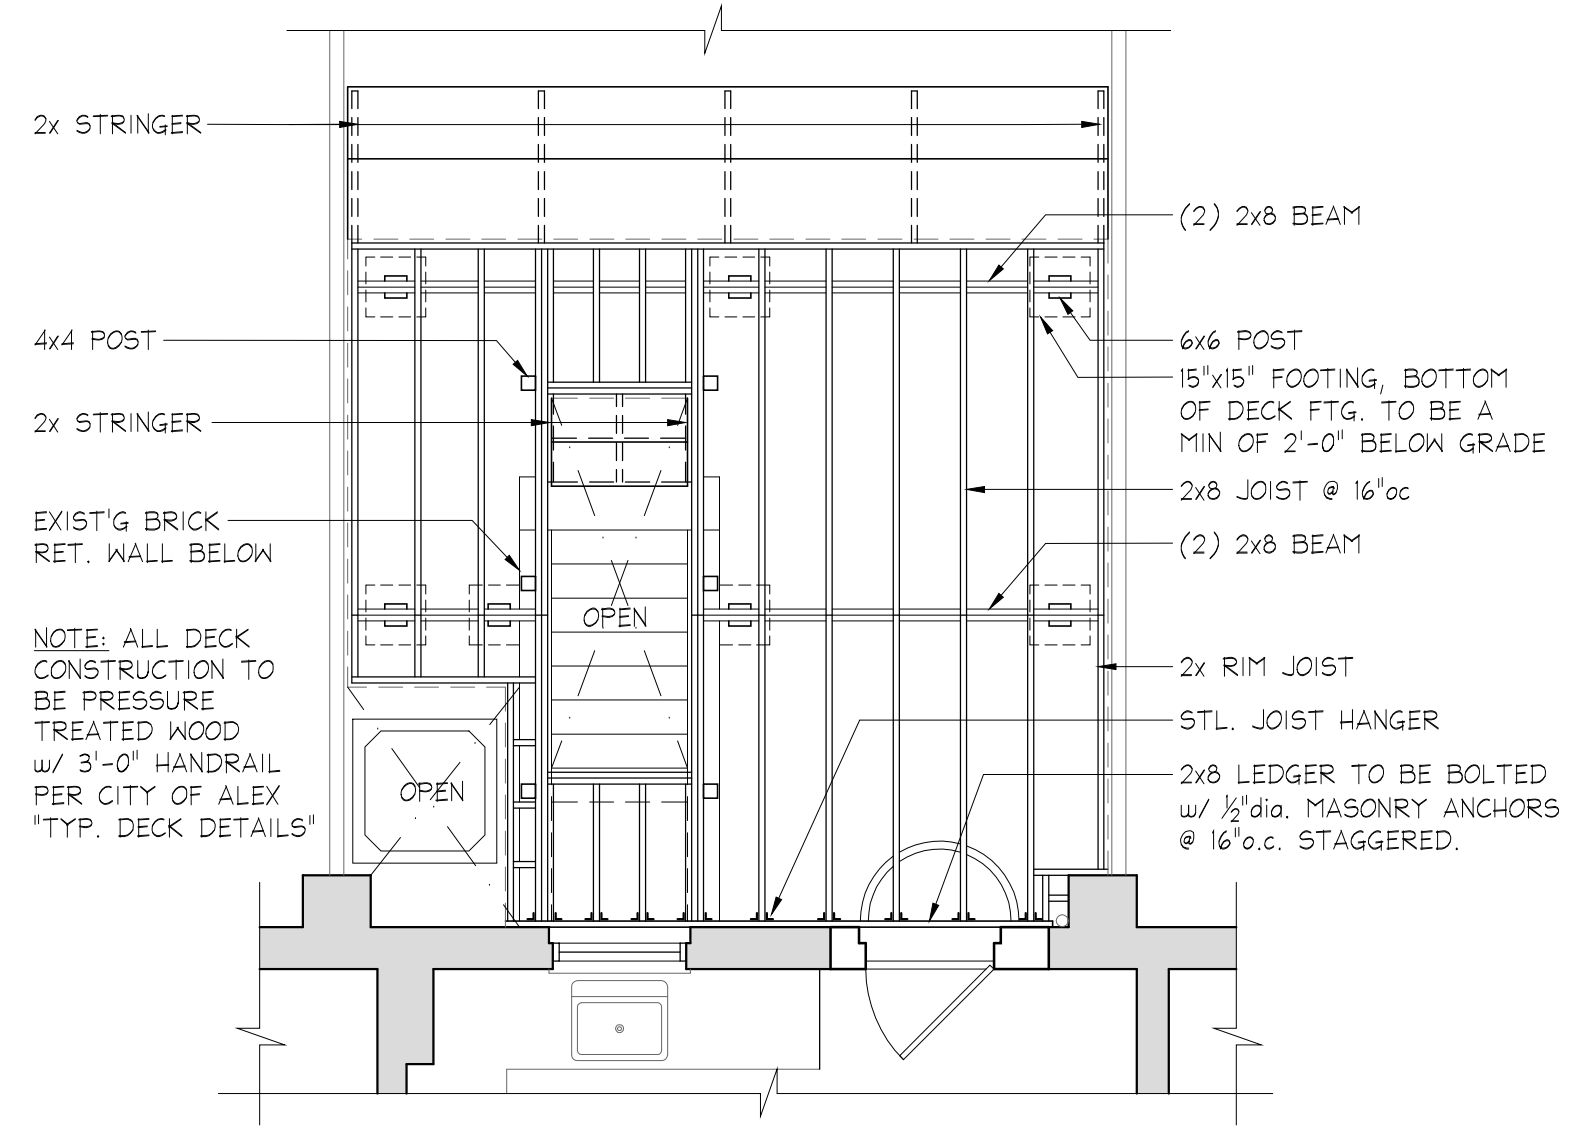 2x STRINGER
(2) 2x8 BEAM
4x4 POST
6x6 POST
15"x15" FOOTING, BOTTOM
OF DECK FTG. TO BE A
MIN OF 2'-0" BELOW GRADE
2x STRINGER
2x8 JOIST @ 16"oc
EXIST'G BRICK
RET. WALL BELOW
(2) 2x8 BEAM
OPEN
NOTE: ALL DECK
CONSTRUCTION TO
BE PRESSURE
TREATED WOOD
w/ 3'-0" HANDRAIL
PER CITY OF ALEX
"TYP. DECK DETAILS"
2x RIM JOIST
STL. JOIST HANGER
OPEN
2x8 LEDGER TO BE BOLTED
w/ ½"dia. MASONRY ANCHORS
@ 16"o.c. STAGGERED.